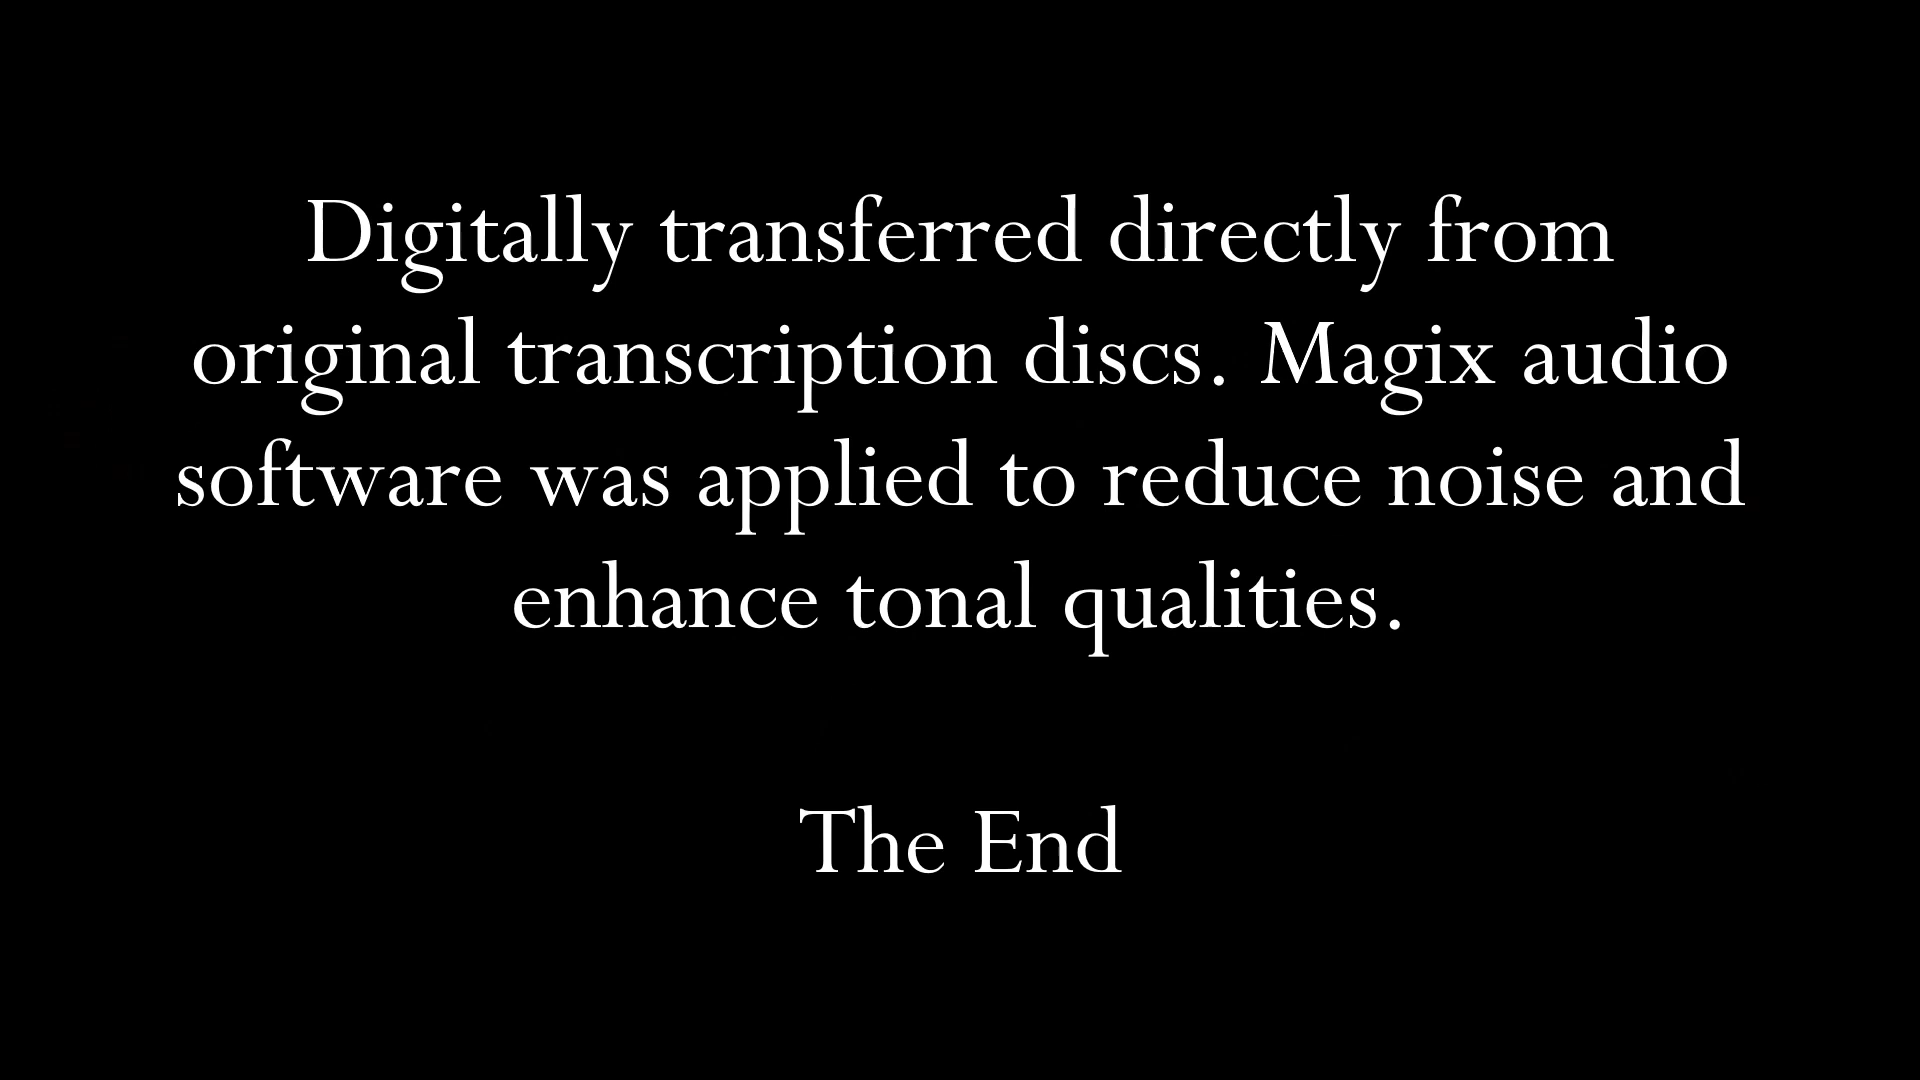 Digitally transferred directly from
original transcription discs. Magix audio
software was applied to reduce noise and
enhance tonal qualities.
The End